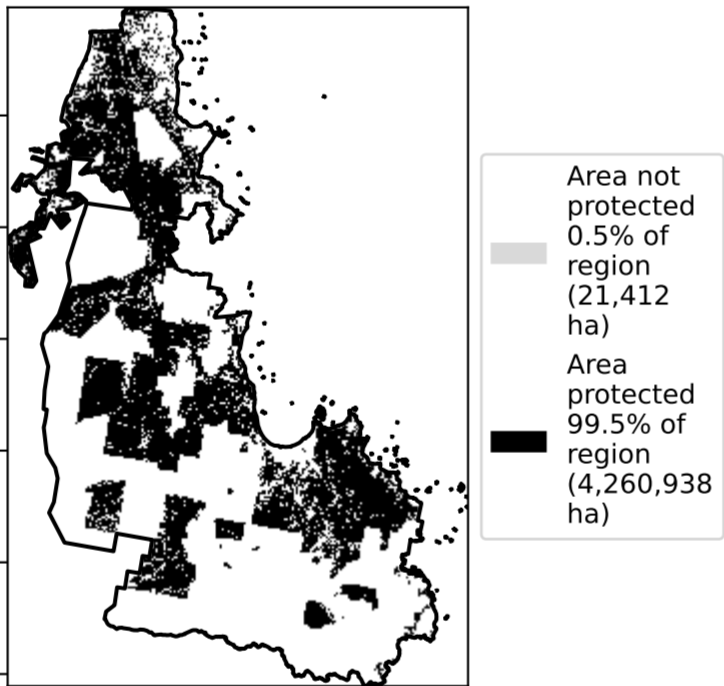 Area not
protected
0.5% of
region
(21,412
ha)
Area
protected
99.5% of
region
(4,260,938
ha)